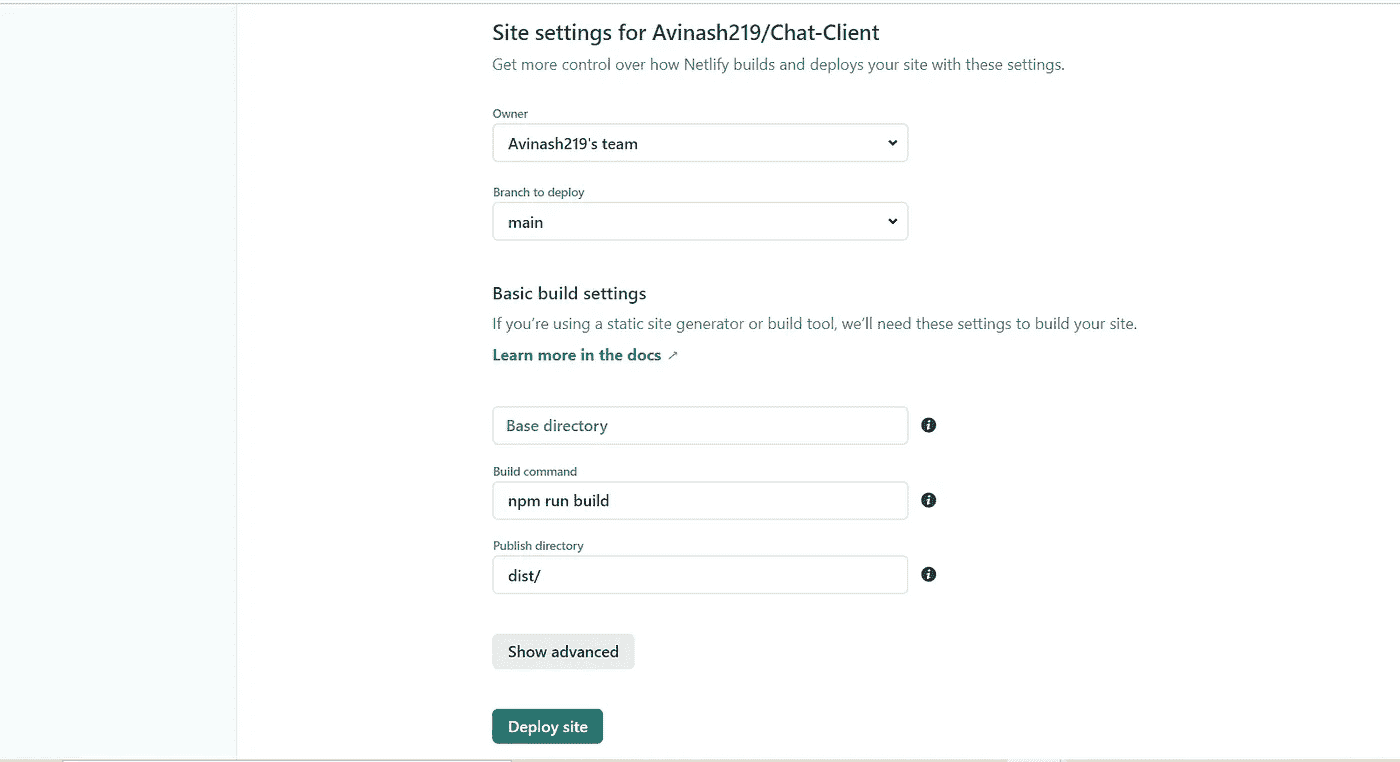 Site settings for Avinash219/Chat-Client
Get more control over how Netlify builds and deploys your site with these settings.
Owner
Avinash219's team
Branch to deploy
main
Basic build settings
If you’re using a static site generator or build tool, we’ll need these settings to build your site.
Learn more in the docs ↗
Base directory
Build command
npm run build
Publish directory
dist/
Show advanced
Deploy site